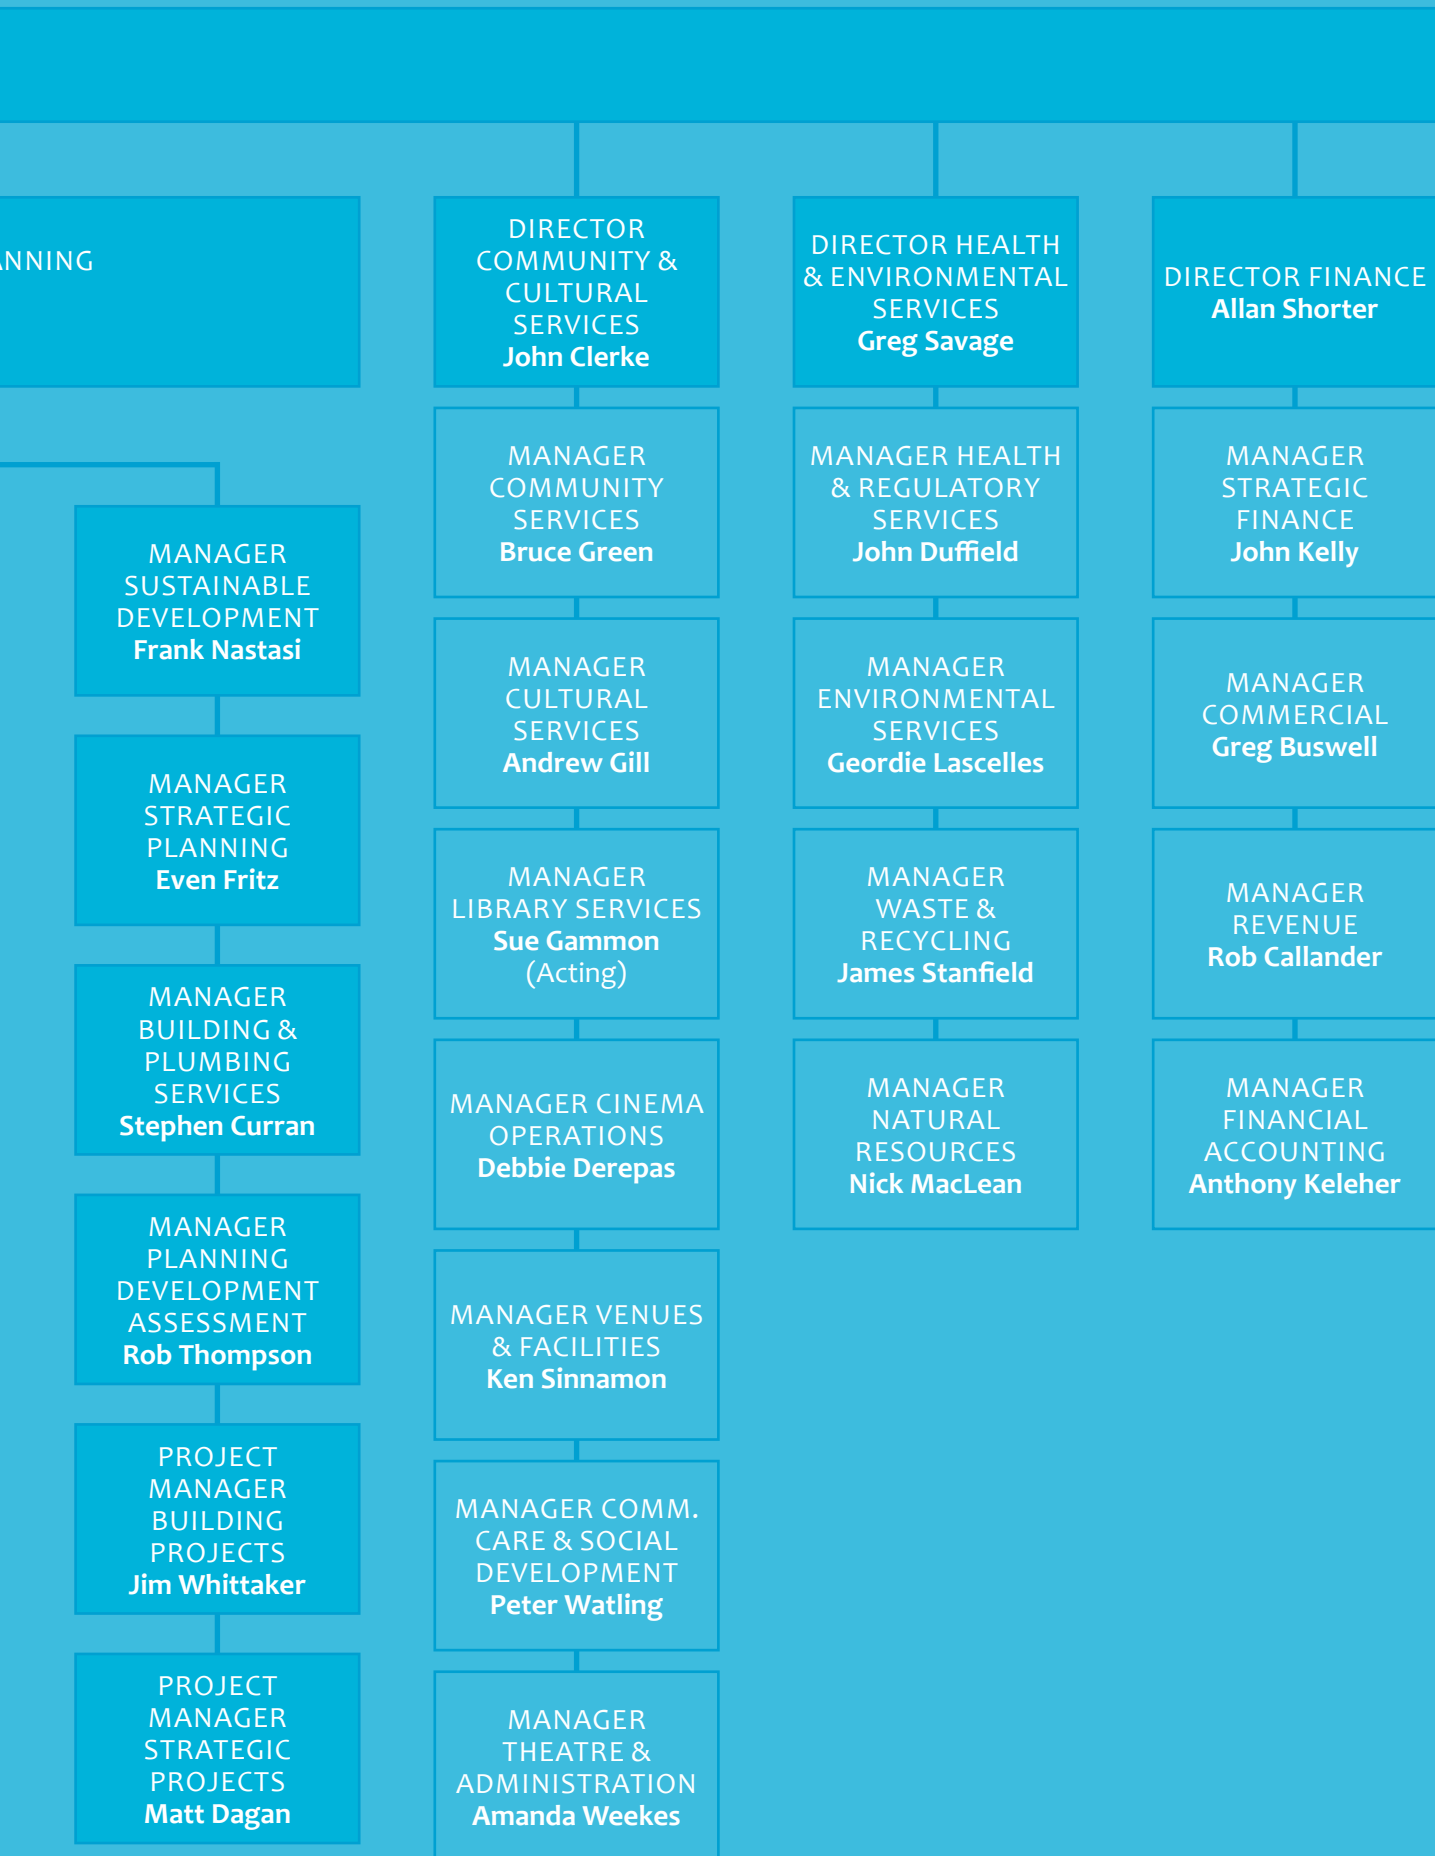 ANNING
MANAGER
SUSTAINABLE
DEVELOPMENT
Frank Nastasi
MANAGER
STRATEGIC
PLANNING
Even Fritz
MANAGER
BUILDING &
PLUMBING
SERVICES
Stephen Curran
MANAGER
PLANNING
DEVELOPMENT
ASSESSMENT
Rob Thompson
PROJECT
MANAGER
BUILDING
PROJECTS
Jim Whittaker
PROJECT
MANAGER
STRATEGIC
PROJECTS
Matt Dagan
DIRECTOR
COMMUNITY &
CULTURAL
SERVICES
John Clerke
MANAGER
COMMUNITY
SERVICES
Bruce Green
MANAGER
CULTURAL
SERVICES
Andrew Gill
MANAGER
LIBRARY SERVICES
Sue Gammon
(Acting)
MANAGER CINEMA
OPERATIONS
Debbie Derepas
MANAGER VENUES
& FACILITIES
Ken Sinnamon
MANAGER COMM.
CARE & SOCIAL
DEVELOPMENT
Peter Watling
MANAGER
THEATRE &
ADMINISTRATION
Amanda Weekes
DIRECTOR HEALTH
& ENVIRONMENTAL
SERVICES
Greg Savage
MANAGER HEALTH
& REGULATORY
SERVICES
John Duffield
MANAGER
ENVIRONMENTAL
SERVICES
Geordie Lascelles
MANAGER
WASTE &
RECYCLING
James Stanfield
MANAGER
NATURAL
RESOURCES
Nick MacLean
DIRECTOR FINANCE
Allan Shorter
MANAGER
STRATEGIC
FINANCE
John Kelly
MANAGER
COMMERCIAL
Greg Buswell
MANAGER
REVENUE
Rob Callander
MANAGER
FINANCIAL
ACCOUNTING
Anthony Keleher